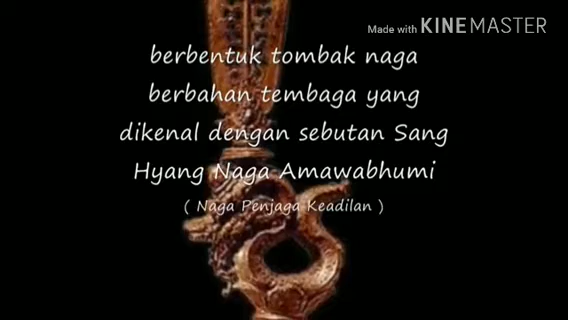 Made with KINEMASTER
berbentuk tombak naga
berbahan tembaga yang
dikenal dengan sebutan Sang
Hyang Naga Amawabhumi
( Naga Penjaga Keadilan )